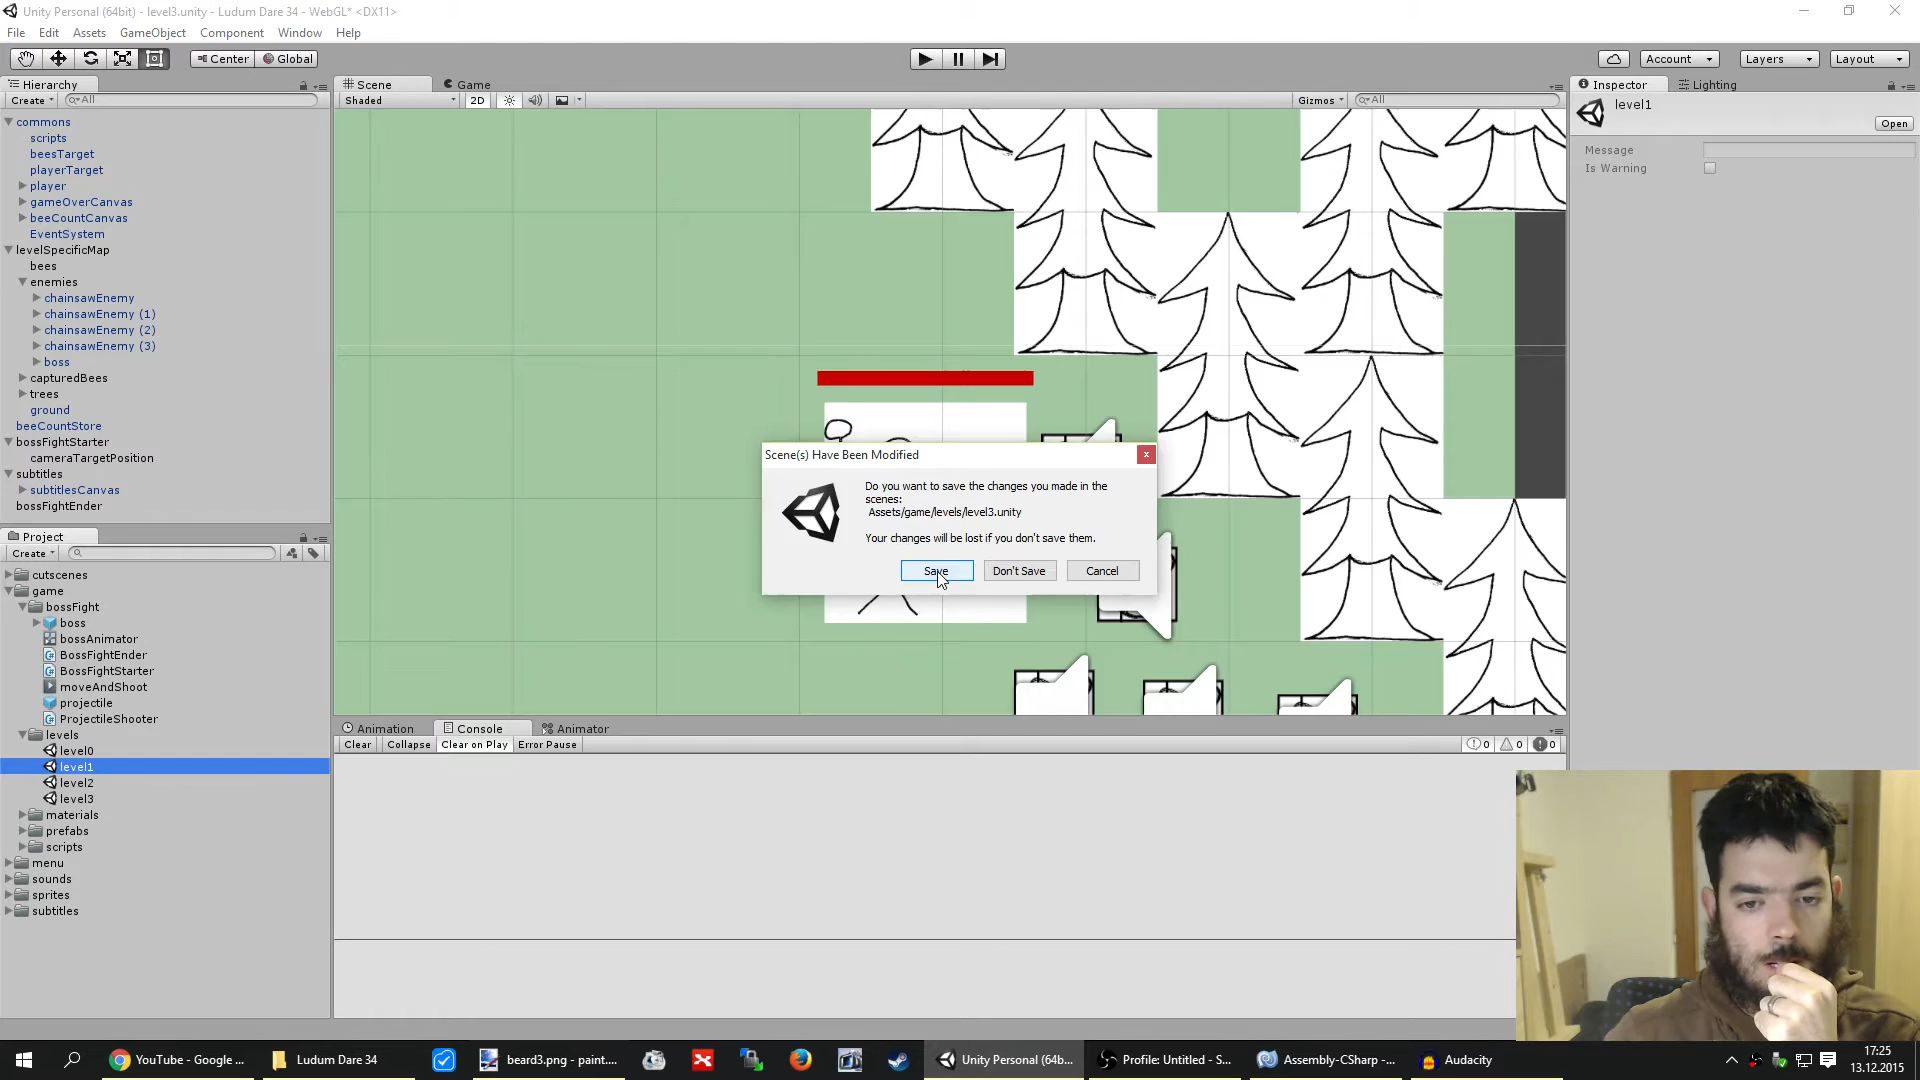 Unity Personal (64bit) - level3.unity - Ludum Dare 34 - WebGL* <DX11>
File Edit Assets GameObject Component Window Help
Center Global Account Layers Layout
Hierarchy
Create All
commons
scripts
beesTarget
playerTarget
player
gameOverCanvas
beeCountCanvas
EventSystem
levelSpecificMap
bees
enemies
chainsawEnemy
chainsawEnemy (1)
chainsawEnemy (2)
chainsawEnemy (3)
boss
capturedBees
trees
ground
beeCountStore
bossFightStarter
cameraTargetPosition
subtitles
subtitlesCanvas
bossFightEnder
Project
Create
cutscenes
game
bossFight
boss
bossAnimator
BossFightEnder
BossFightStarter
moveAndShoot
projectile
ProjectileShooter
levels
level0
level1
level2
level3
materials
prefabs
scripts
menu
sounds
sprites
subtitles
Scene Game
Shaded 2D Gizmos All
Scene(s) Have Been Modified
Do you want to save the changes you made in the
scenes:
Assets/game/levels/level3.unity
Your changes will be lost if you don't save them.
Save Don't Save Cancel
Animation Console Animator
Clear Collapse Clear on Play Error Pause 0 0 0
Inspector Lighting
level1
Open
Message
Is Warning
YouTube - Google ... Ludum Dare 34 beard3.png - paint.... Unity Personal (64b... Profile: Untitled - S... Assembly-CSharp -... Audacity
17:25
13.12.2015